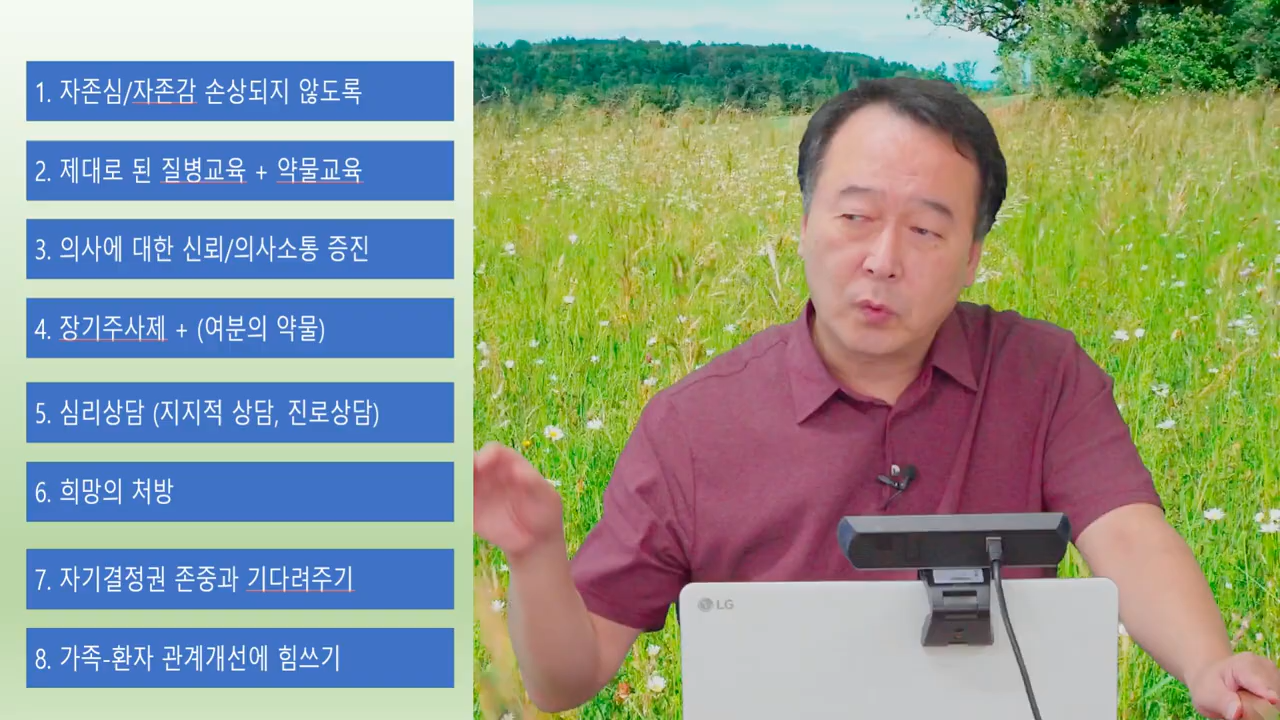 1. 자존심/자존감 손상되지 않도록
2. 제대로 된 질병교육 + 약물교육
3. 의사에 대한 신뢰/의사소통 증진
4. 장기주사제 + (여분의 약물)
5. 심리상담 (지지적 상담, 진로상담)
6. 희망의 처방
7. 자기결정권 존중과 기다려주기
8. 가족-환자 관계개선에 힘쓰기
LG